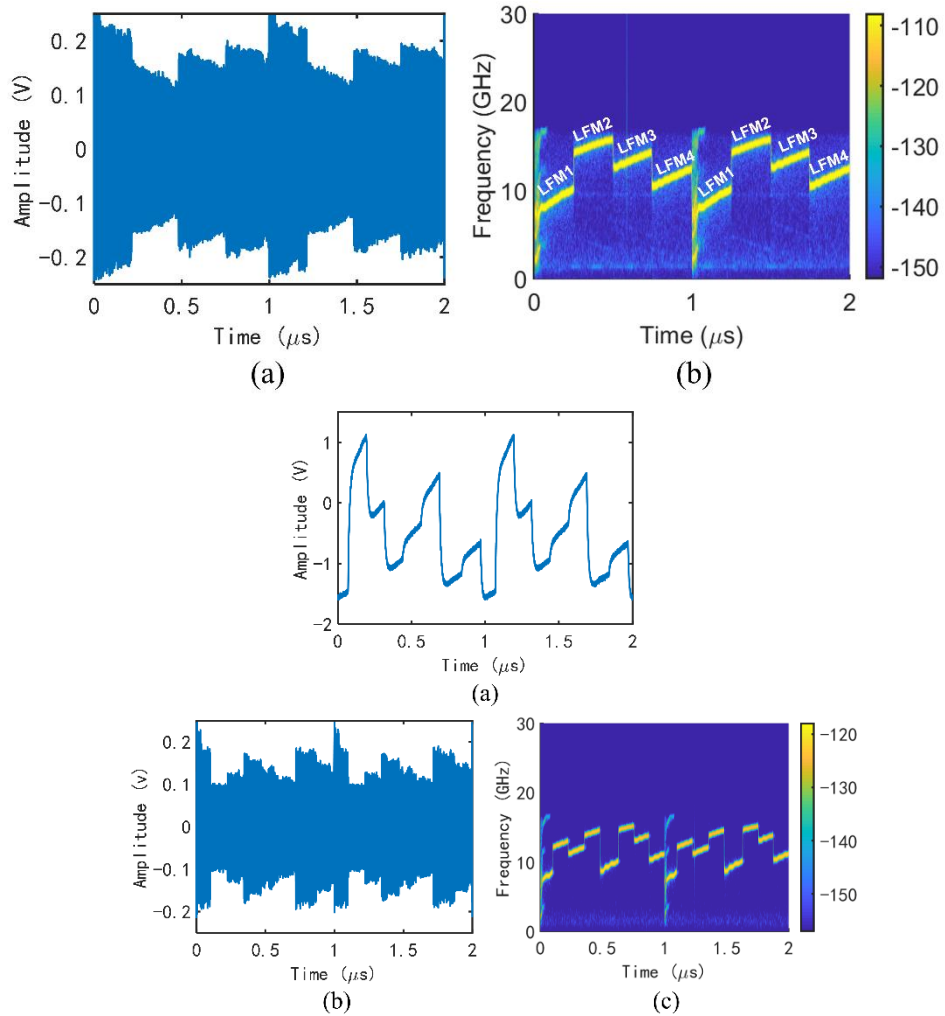 0.2
0.1
0
-0.1
-0.2
Amplitude (V)
0 0.5 1 1.5 2
Time (μs)
(a)
30
20
10
0
Frequency (GHz)
LFM1 LFM2 LFM3 LFM4 LFM1 LFM2 LFM3 LFM4
0 1 2
Time (μs)
-110
-120
-130
-140
-150
(b)
1
0
-1
-2
Amplitude (V)
0 0.5 1 1.5 2
Time (μs)
(a)
0.2
0.1
0
-0.1
-0.2
Amplitude (v)
0 0.5 1 1.5 2
Time (μs)
(b)
30
20
10
0
Frequency (GHz)
0 0.5 1 1.5 2
Time (μs)
-120
-130
-140
-150
(c)